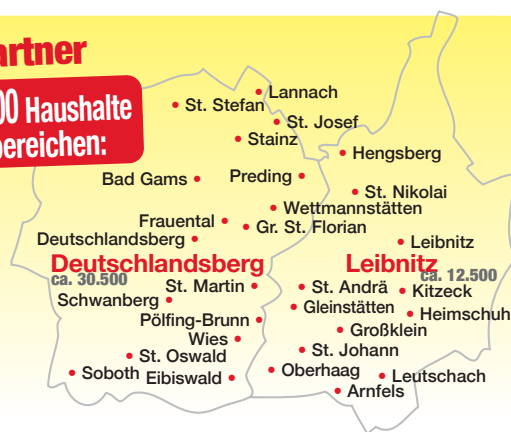 artner
00 Haushalte
bereichen:
Lannach
St. Stefan
St. Josef
Stainz
Hengsberg
Bad Gams
Preding
St. Nikolai
Wettmannstätten
Frauental
Gr. St. Florian
Deutschlandsberg
Leibnitz
Deutschlandsberg
ca. 30.500
Leibnitz
ca. 12.500
St. Martin
St. Andrä
Kitzeck
Schwanberg
Gleinstätten
Heimschuh
Pölfing-Brunn
Großklein
Wies
St. Oswald
St. Johann
Soboth
Eibiswald
Oberhaag
Leutschach
Arnfels